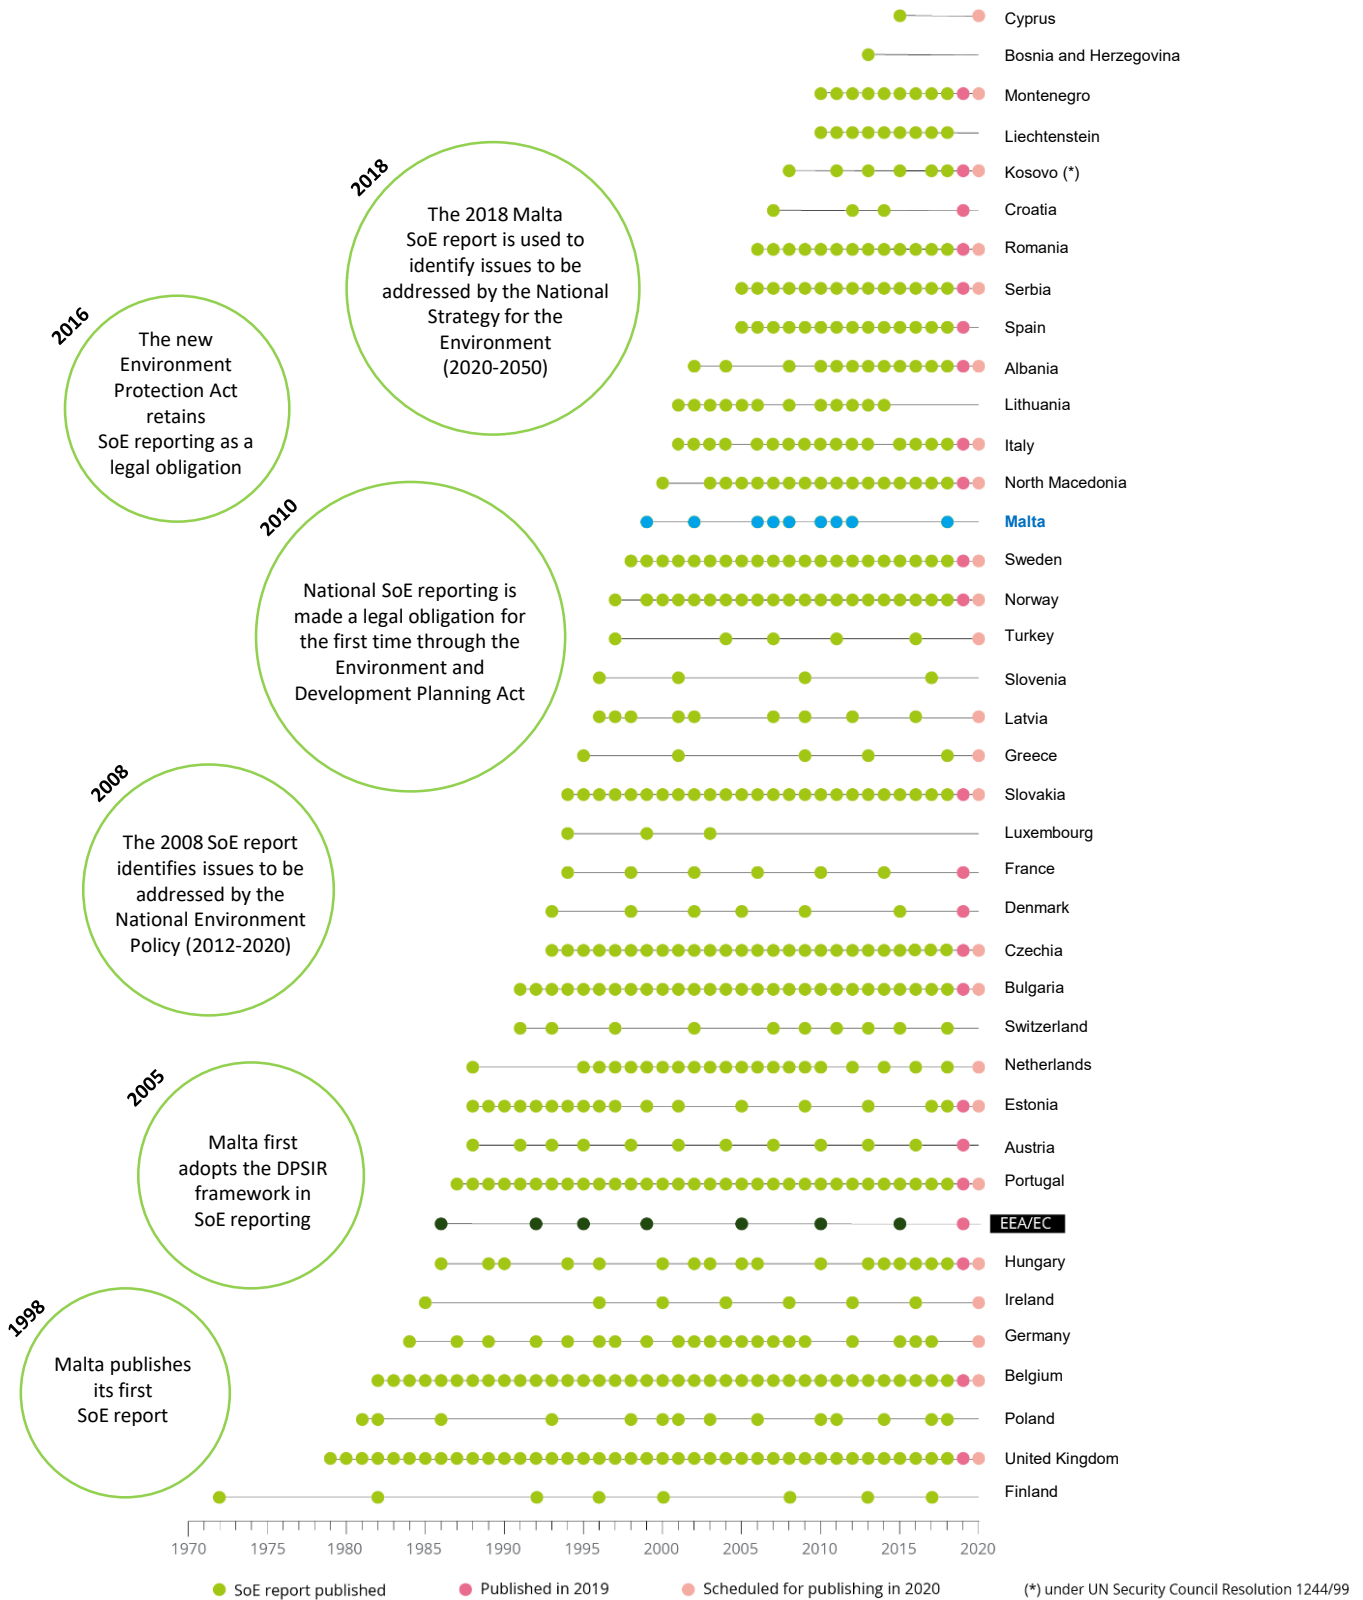 Cyprus
Bosnia and Herzegovina
Montenegro
Liechtenstein
Kosovo (*)
Croatia
Romania
Serbia
Spain
Albania
Lithuania
Italy
North Macedonia
Malta
Sweden
Norway
Turkey
Slovenia
Latvia
Greece
Slovakia
Luxembourg
France
Denmark
Czechia
Bulgaria
Switzerland
Netherlands
Estonia
Austria
Portugal
EEA/EC
Hungary
Ireland
Germany
Belgium
Poland
United Kingdom
Finland
2018
The 2018 Malta
SoE report is used to
identify issues to be
addressed by the National
Strategy for the
Environment
(2020-2050)
2016
The new
Environment
Protection Act
retains
SoE reporting as a
legal obligation
2010
National SoE reporting is
made a legal obligation for
the first time through the
Environment and
Development Planning Act
2008
The 2008 SoE report
identifies issues to be
addressed by the
National Environment
Policy (2012-2020)
2005
Malta first
adopts the DPSIR
framework in
SoE reporting
1998
Malta publishes
its first
SoE report
1970 1975 1980 1985 1990 1995 2000 2005 2010 2015 2020
SoE report published Published in 2019 Scheduled for publishing in 2020 (*) under UN Security Council Resolution 1244/99